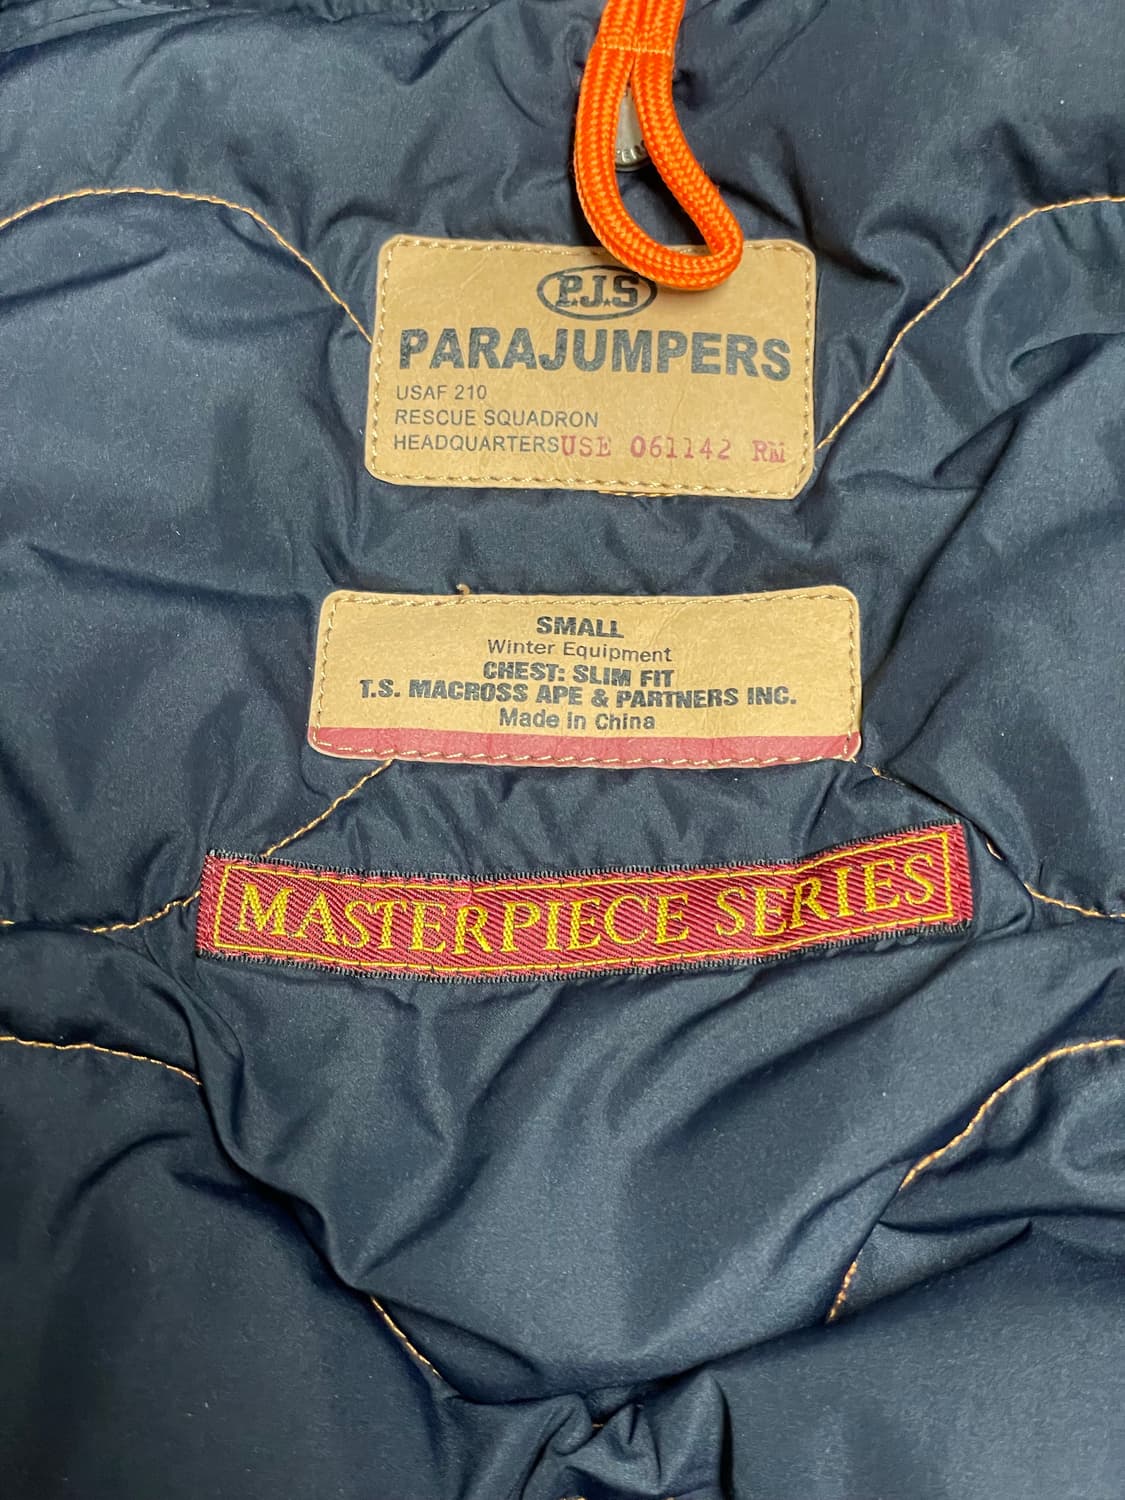 P.J.S
PARAJUMPERS
USAF 210
RESCUE SQUADRON
HEADQUARTERS USE 061142 RM
SMALL
Winter Equipment
CHEST: SLIM FIT
T.S. MACROSS APE & PARTNERS INC.
Made in China
MASTERPIECE SERIES